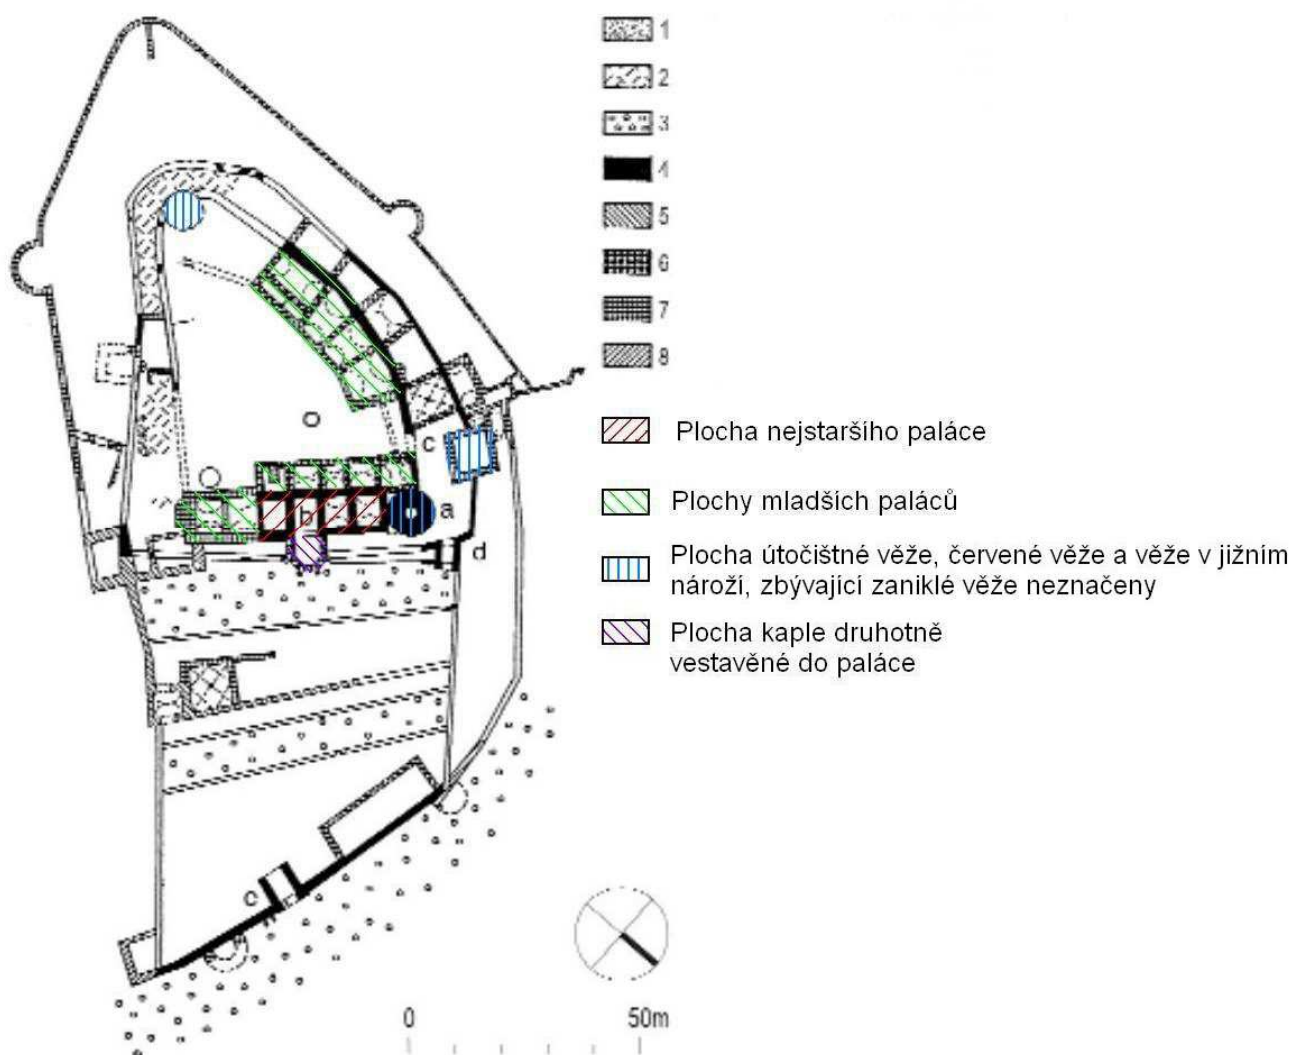 1
2
3
4
5
6
7
8
Plocha nejstaršího paláce
Plochy mladších paláců
Plocha útočištné věže, červené věže a věže v jižním
nároží, zbývající zaniklé věže neznačeny
Plocha kaple druhotně
vestavěné do paláce
c
a
b
d
c
0 50m